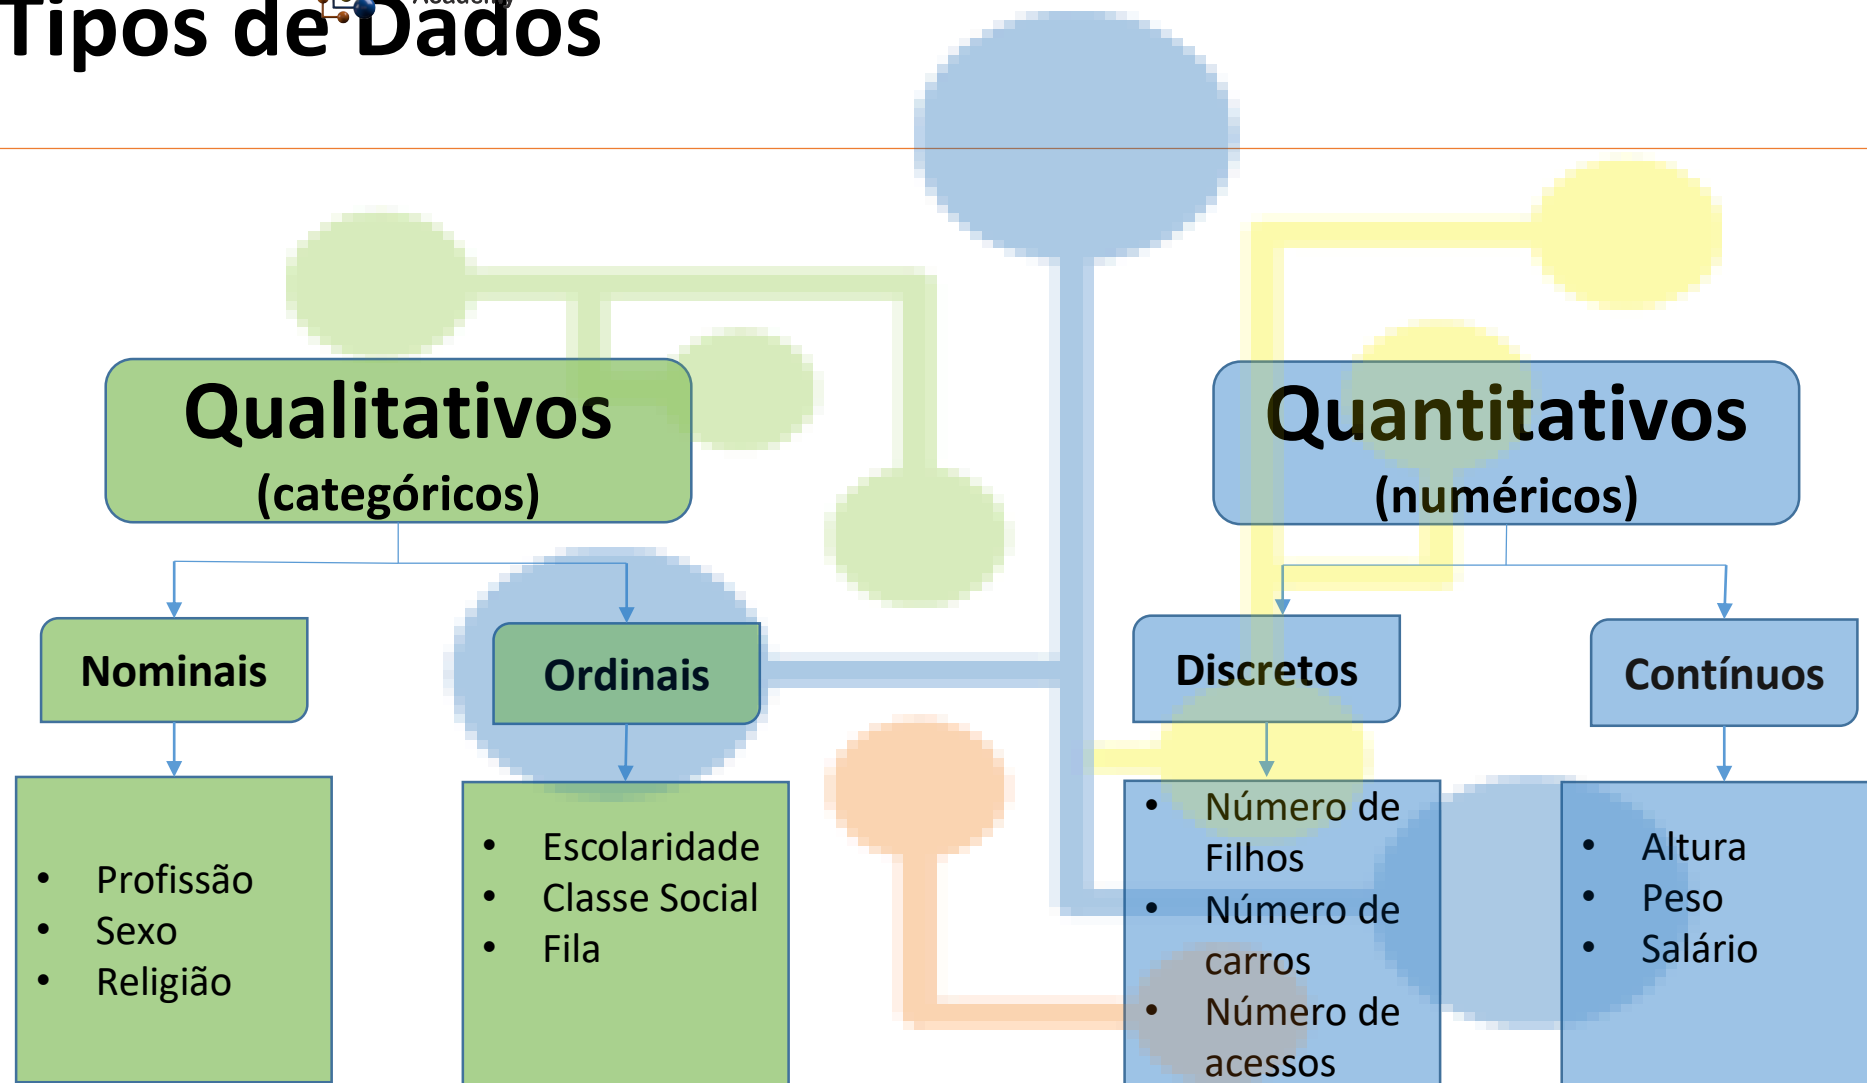 Tipos de Dados
Academy
Qualitativos
(categóricos)
Quantitativos
(numéricos)
Nominais
Ordinais
Discretos
Contínuos
• Profissão
• Sexo
• Religião
• Escolaridade
• Classe Social
• Fila
• Número de
Filhos
• Número de
carros
• Número de
acessos
• Altura
• Peso
• Salário